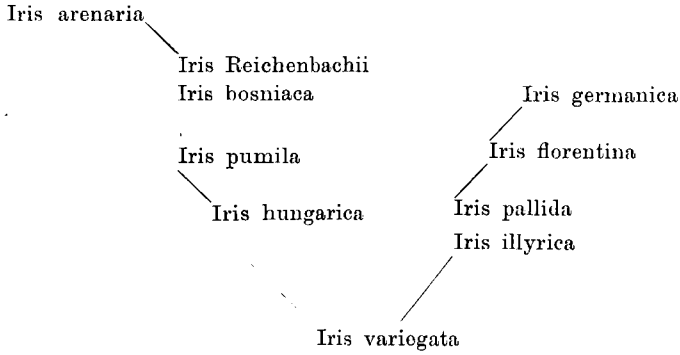 Iris arenaria
Iris Reichenbachii
Iris bosniaca
Iris germanica
Iris florentina
Iris pumila
Iris hungarica
Iris pallida
Iris illyrica
Iris variegata